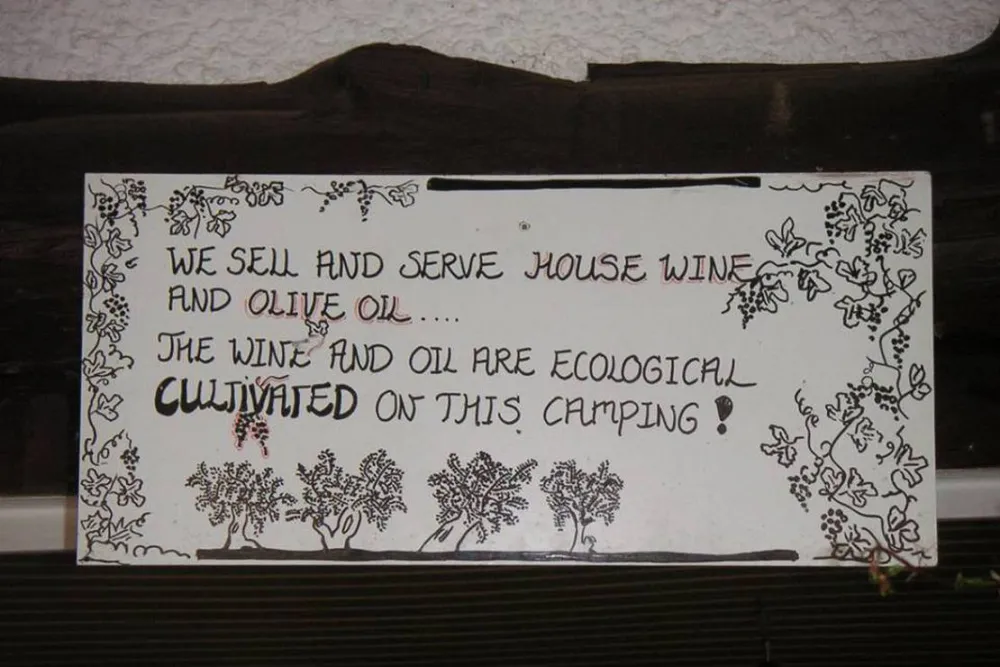 WE SELL AND SERVE HOUSE WINE
AND OLIVE OIL....
THE WINE AND OIL ARE ECOLOGICAL
CULTIVATED ON THIS CAMPING!